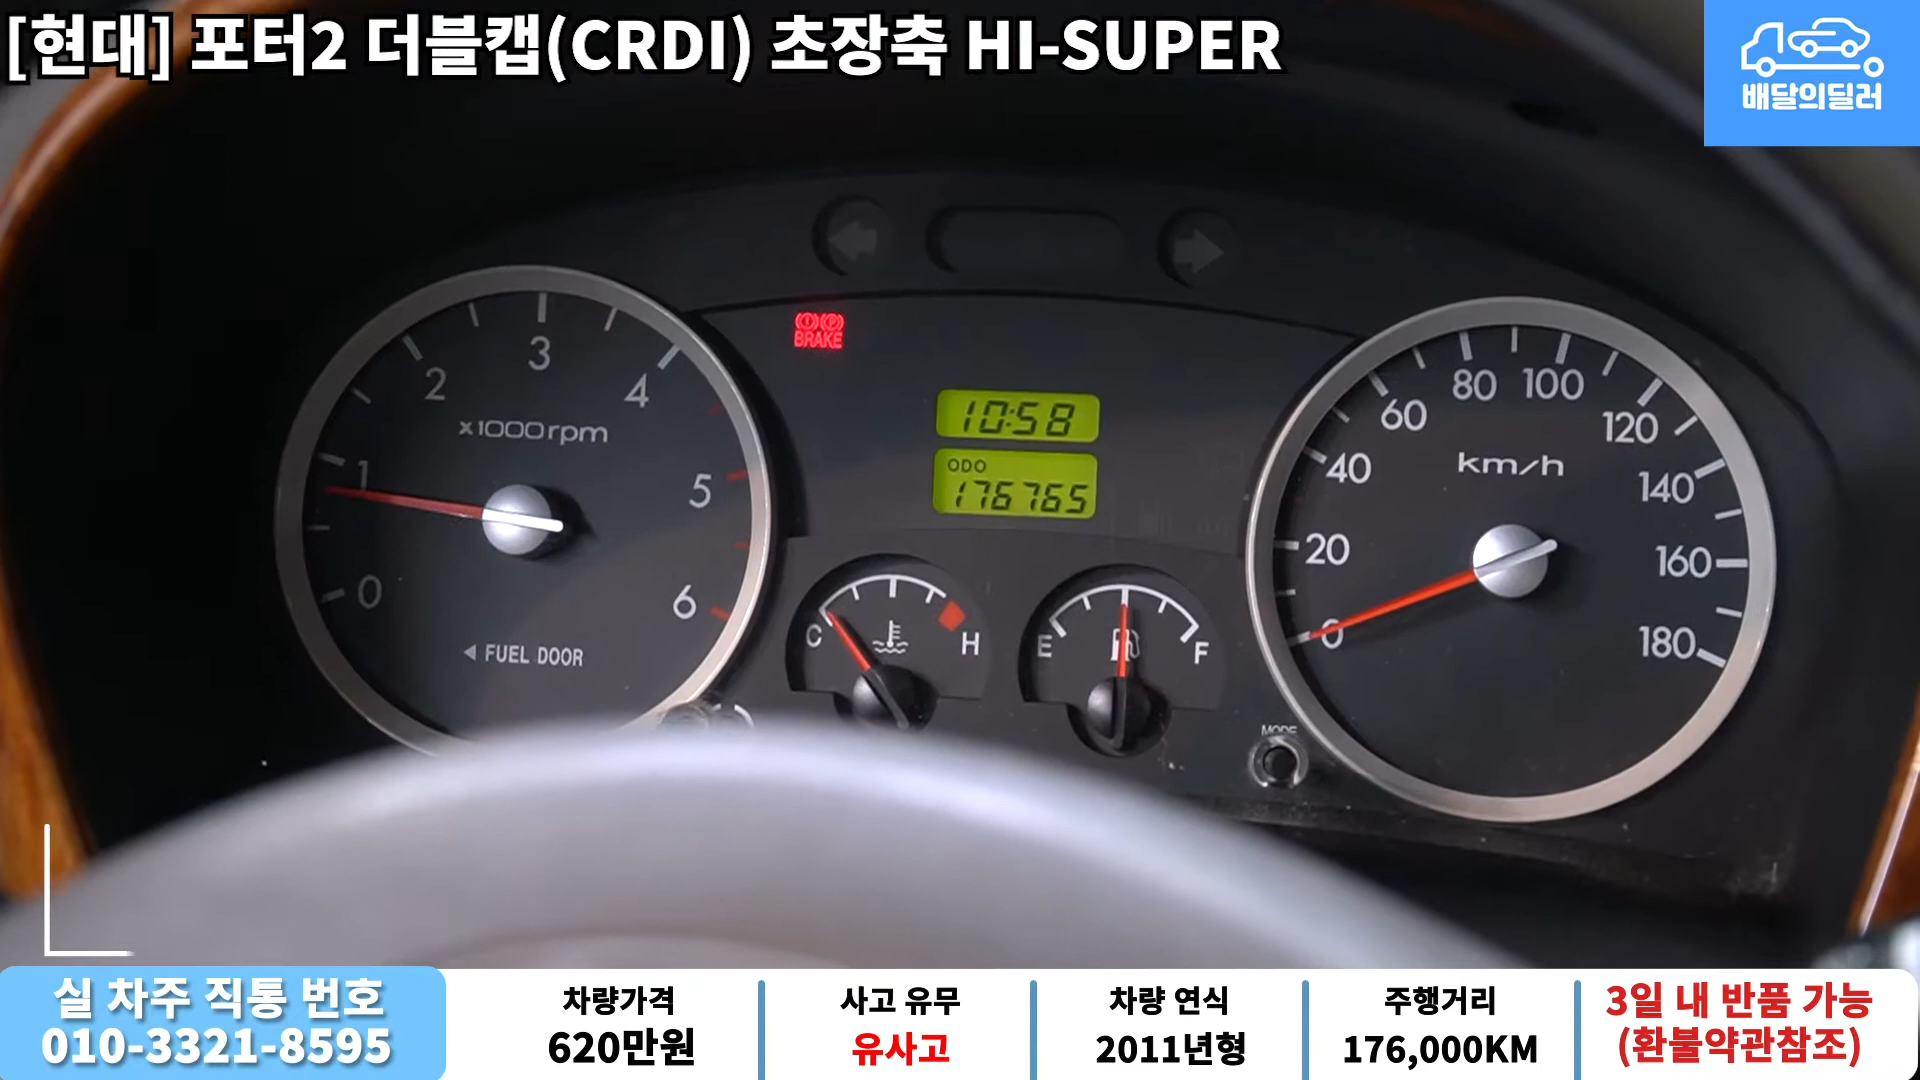 [현대] 포터2 더블캡(CRDI) 초장축 HI-SUPER
배달의딜러
BRAKE
10:58
ODO
176765
0 1 2 3 4 5 6
x1000rpm
FUEL DOOR
C H
E F
MODE
0 20 40 60 80 100 120 140 160 180
km/h
실 차주 직통 번호
010-3321-8595
차량가격
620만원
사고 유무
유사고
차량 연식
2011년형
주행거리
176,000KM
3일 내 반품 가능
(환불약관참조)